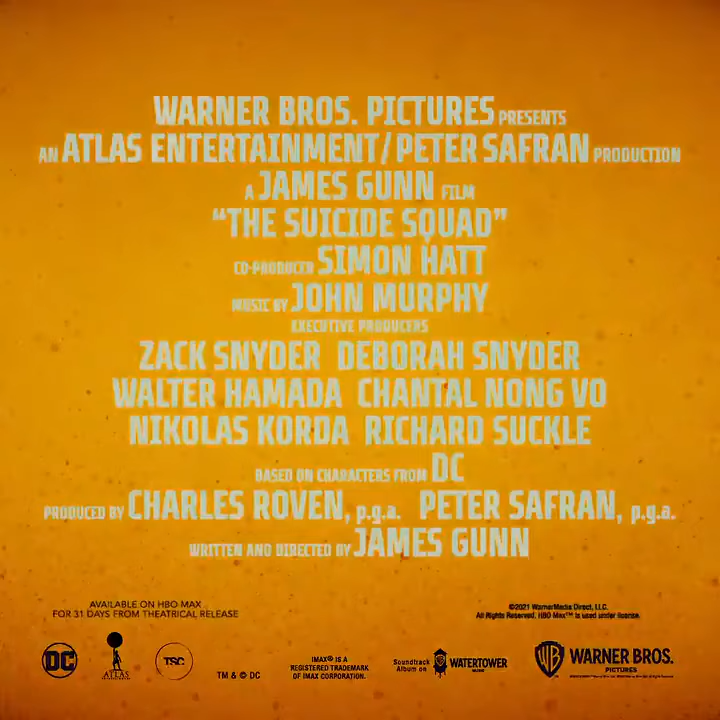 WARNER BROS. PICTURES PRESENTS
AN ATLAS ENTERTAINMENT/PETER SAFRAN PRODUCTION
A JAMES GUNN FILM
"THE SUICIDE SQUAD"
CO-PRODUCED SIMON HATT
MUSIC BY JOHN MURPHY
EXECUTIVE PRODUCERS
ZACK SNYDER DEBORAH SNYDER
WALTER HAMADA CHANTAL NONG VO
NIKOLAS KORDA RICHARD SUCKLE
BASED ON CHARACTERS FROM DC
PRODUCED BY CHARLES ROVEN, p.g.a. PETER SAFRAN, p.g.a.
WRITTEN AND DIRECTED BY JAMES GUNN
AVAILABLE ON HBO MAX
FOR 31 DAYS FROM THEATRICAL RELEASE
©2021 WarnerMedia Direct, LLC.
All Rights Reserved. HBO Max™ is used under license.
DC
ATLAS
TSC
TM & © DC
IMAX® IS A
REGISTERED TRADEMARK
OF IMAX CORPORATION.
Soundtrack
Album on
WATERTOWER
MUSIC
WB WARNER BROS.
PICTURES